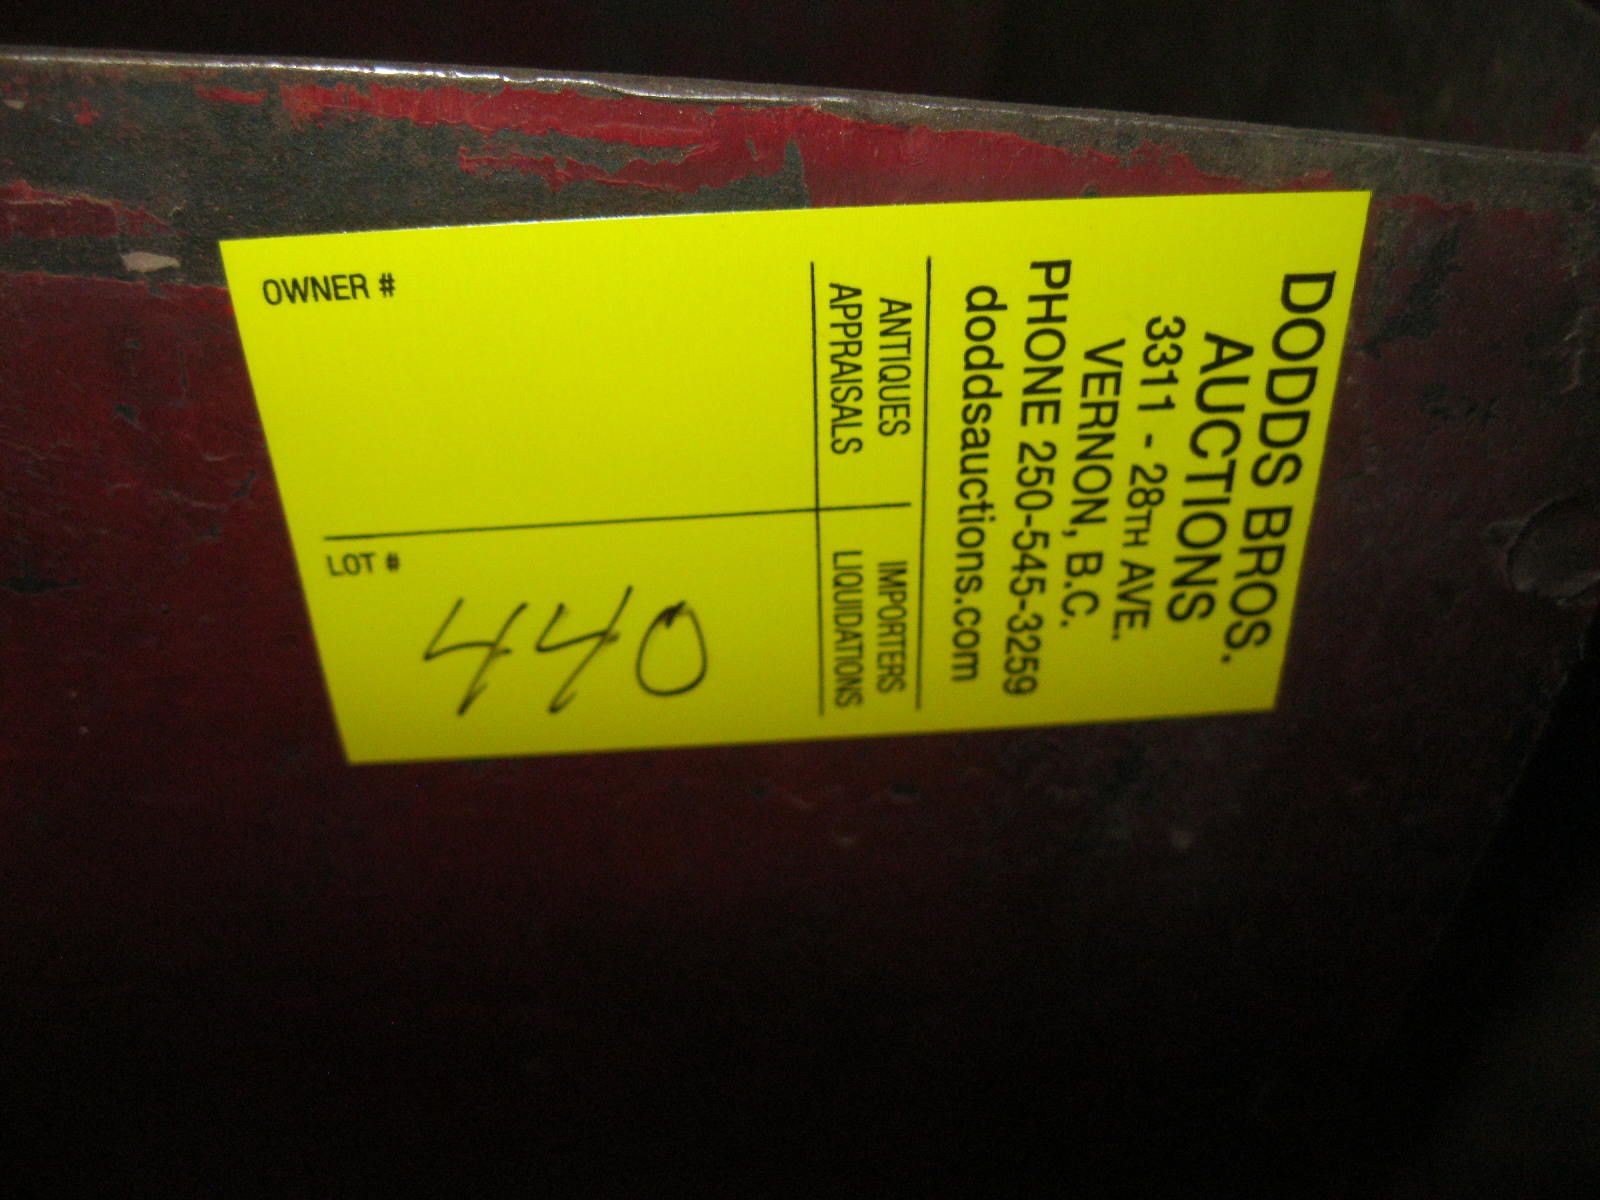 DODDS BROS.
AUCTIONS
3311 - 28TH AVE.
VERNON, B.C.
PHONE 250-545-3259
doddsauctions.com
ANTIQUES
APPRAISALS
IMPORTERS
LIQUIDATIONS
OWNER #
LOT #
440